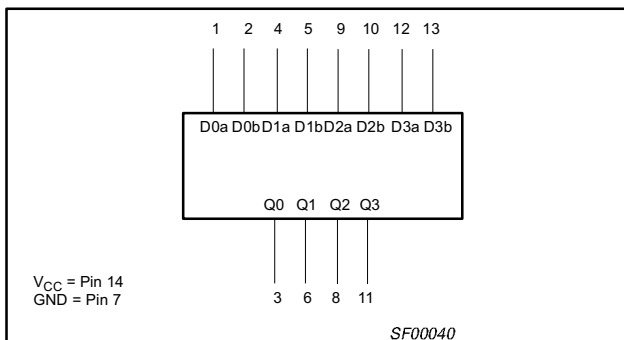 1 2 4 5 9 10 12 13
D0a D0b D1a D1b D2a D2b D3a D3b
Q0 Q1 Q2 Q3
VCC = Pin 14
GND = Pin 7
3 6 8 11
SF00040